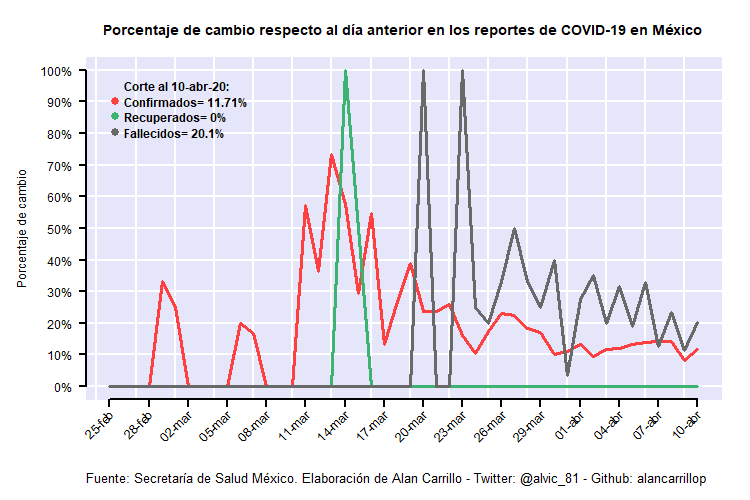 Porcentaje de cambio respecto al día anterior en los reportes de COVID-19 en México
Porcentaje de cambio
100%
90%
80%
70%
60%
50%
40%
30%
20%
10%
0%
Corte al 10-abr-20:
Confirmados= 11.71%
Recuperados= 0%
Fallecidos= 20.1%
25-feb
28-feb
02-mar
05-mar
08-mar
11-mar
14-mar
17-mar
20-mar
23-mar
26-mar
29-mar
01-abr
04-abr
07-abr
10-abr
Fuente: Secretaría de Salud México. Elaboración de Alan Carrillo - Twitter: @alvic_81 - Github: alancarrillop